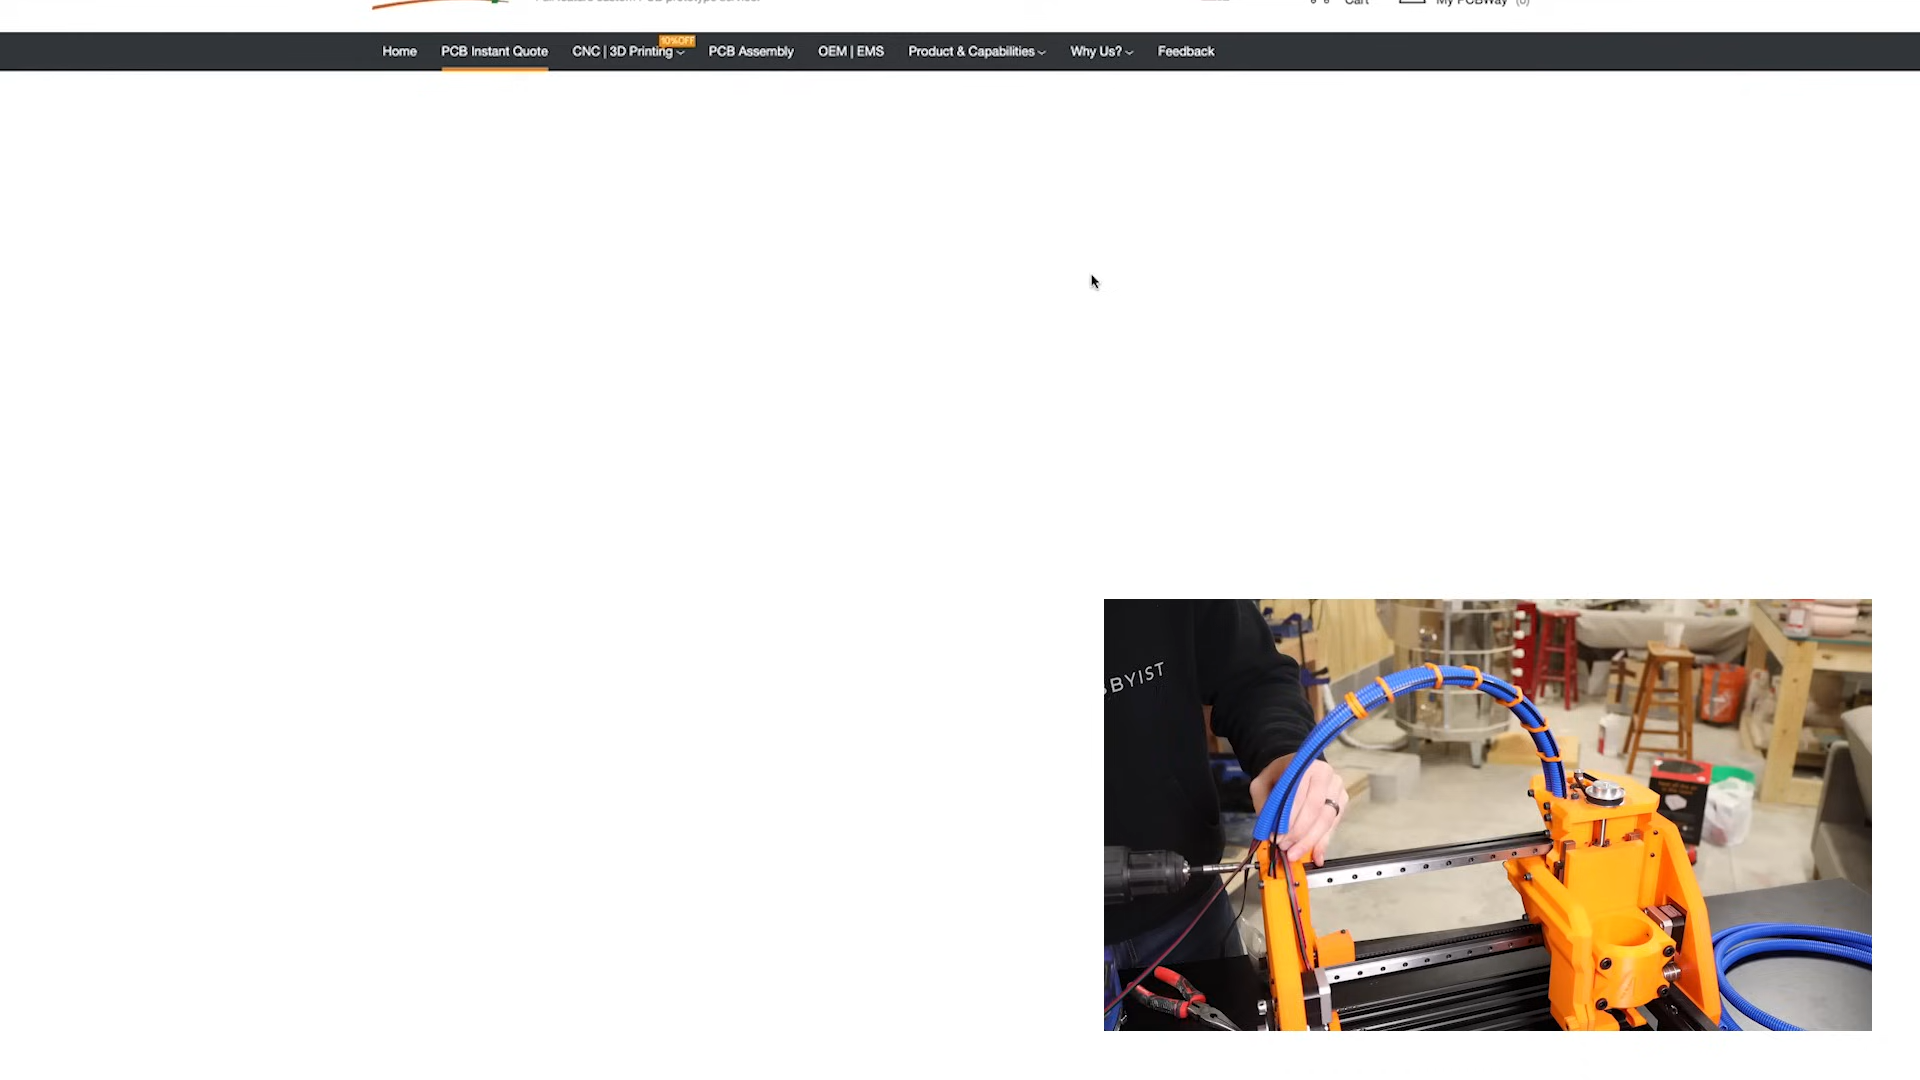 Cart
My PCBWay (0)
10%OFF
Home PCB Instant Quote CNC | 3D Printing PCB Assembly OEM | EMS Product & Capabilities Why Us? Feedback
BYIST